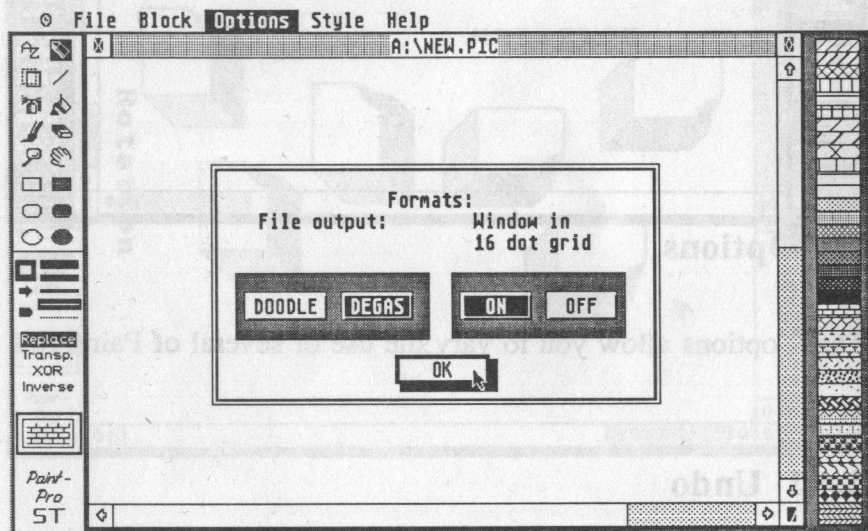 File Block Options Style Help
A:\NEW.PIC
AZ
Formats:
File output: Window in
16 dot grid
DOODLE DEGAS ON OFF
OK
Replace
Transp.
XOR
Inverse
Paint-
Pro
ST
Options
options allow you to vary the use of several of Pain
Undo